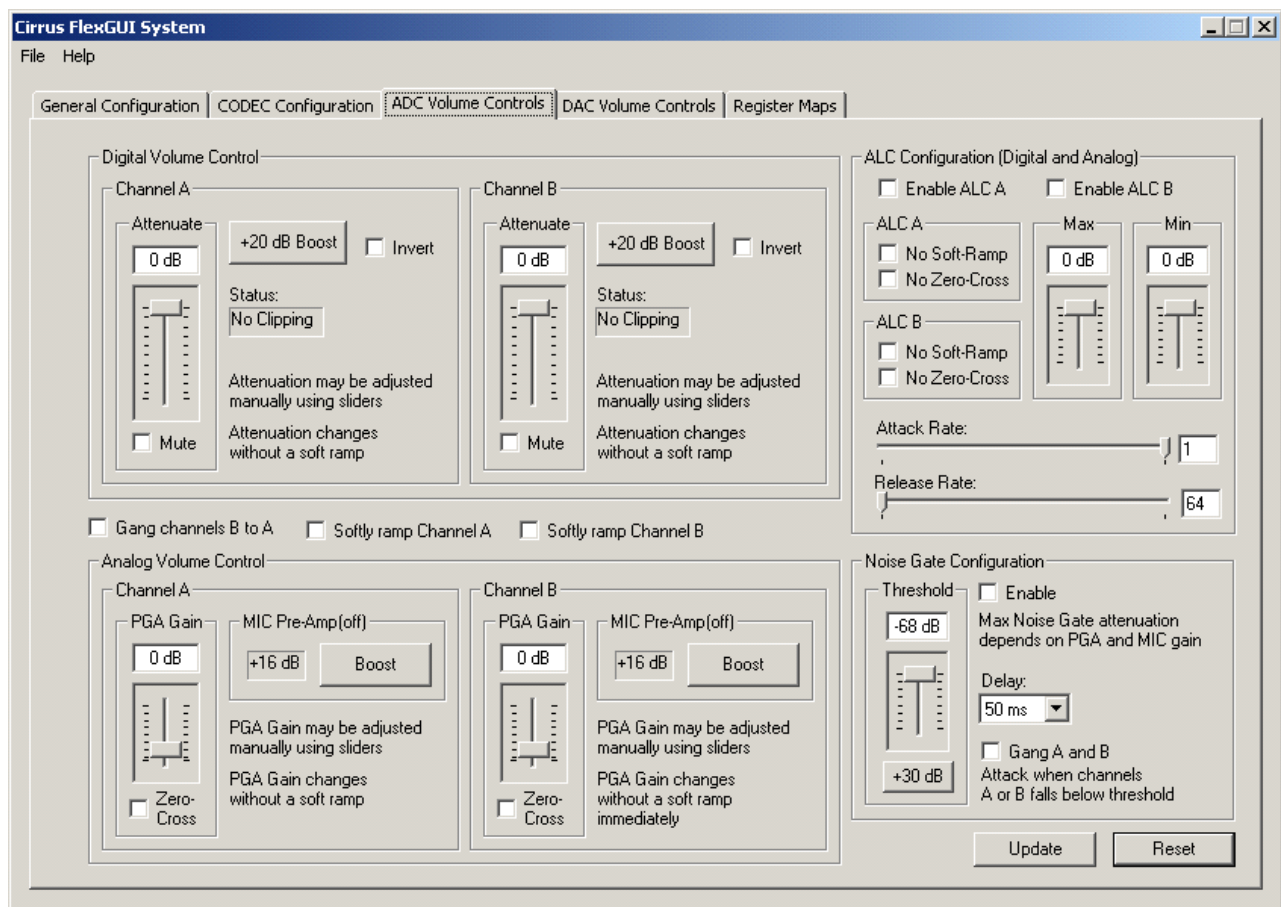 Cirrus FlexGUI System
File Help
General Configuration CODEC Configuration ADC Volume Controls DAC Volume Controls Register Maps
Digital Volume Control
Channel A
Attenuate
0 dB
+20 dB Boost
Invert
Status:
No Clipping
Attenuation may be adjusted
manually using sliders
Attenuation changes
without a soft ramp
Mute
Channel B
Attenuate
0 dB
+20 dB Boost
Invert
Status:
No Clipping
Attenuation may be adjusted
manually using sliders
Attenuation changes
without a soft ramp
Mute
Gang channels B to A
Softly ramp Channel A
Softly ramp Channel B
Analog Volume Control
Channel A
PGA Gain
0 dB
MIC Pre-Amp(off)
+16 dB
Boost
PGA Gain may be adjusted
manually using sliders
PGA Gain changes
without a soft ramp
Zero-
Cross
Channel B
PGA Gain
0 dB
MIC Pre-Amp(off)
+16 dB
Boost
PGA Gain may be adjusted
manually using sliders
PGA Gain changes
without a soft ramp
immediately
Zero-
Cross
ALC Configuration (Digital and Analog)
Enable ALC A
Enable ALC B
ALC A
No Soft-Ramp
No Zero-Cross
ALC B
No Soft-Ramp
No Zero-Cross
Max
0 dB
Min
0 dB
Attack Rate:
1
Release Rate:
64
Noise Gate Configuration
Threshold
-68 dB
+30 dB
Enable
Max Noise Gate attenuation
depends on PGA and MIC gain
Delay:
50 ms
Gang A and B
Attack when channels
A or B falls below threshold
Update
Reset